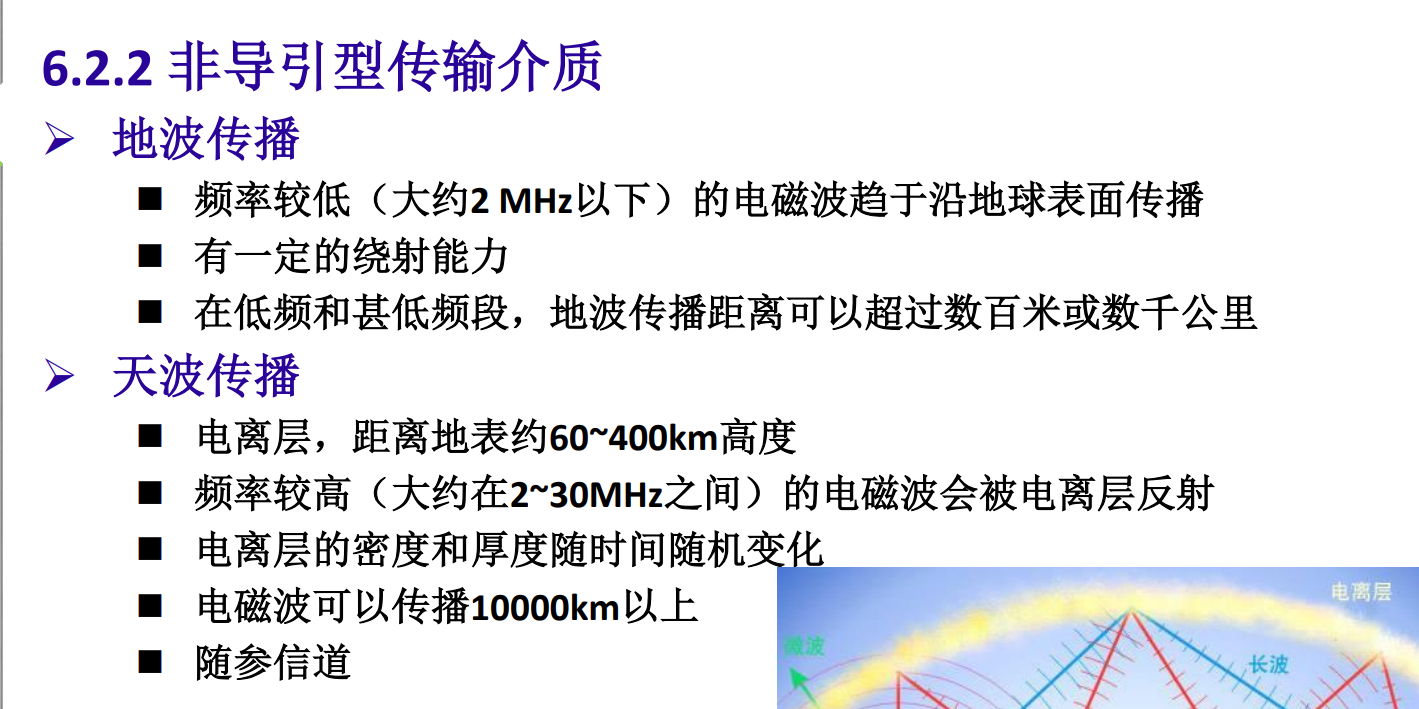 6.2.2 非导引型传输介质
地波传播
频率较低（大约2 MHz以下）的电磁波趋于沿地球表面传播
有一定的绕射能力
在低频和甚低频段，地波传播距离可以超过数百米或数千公里
天波传播
电离层，距离地表约60~400km高度
频率较高（大约在2~30MHz之间）的电磁波会被电离层反射
电离层的密度和厚度随时间随机变化
电磁波可以传播10000km以上
随参信道
电离层
微波
长波